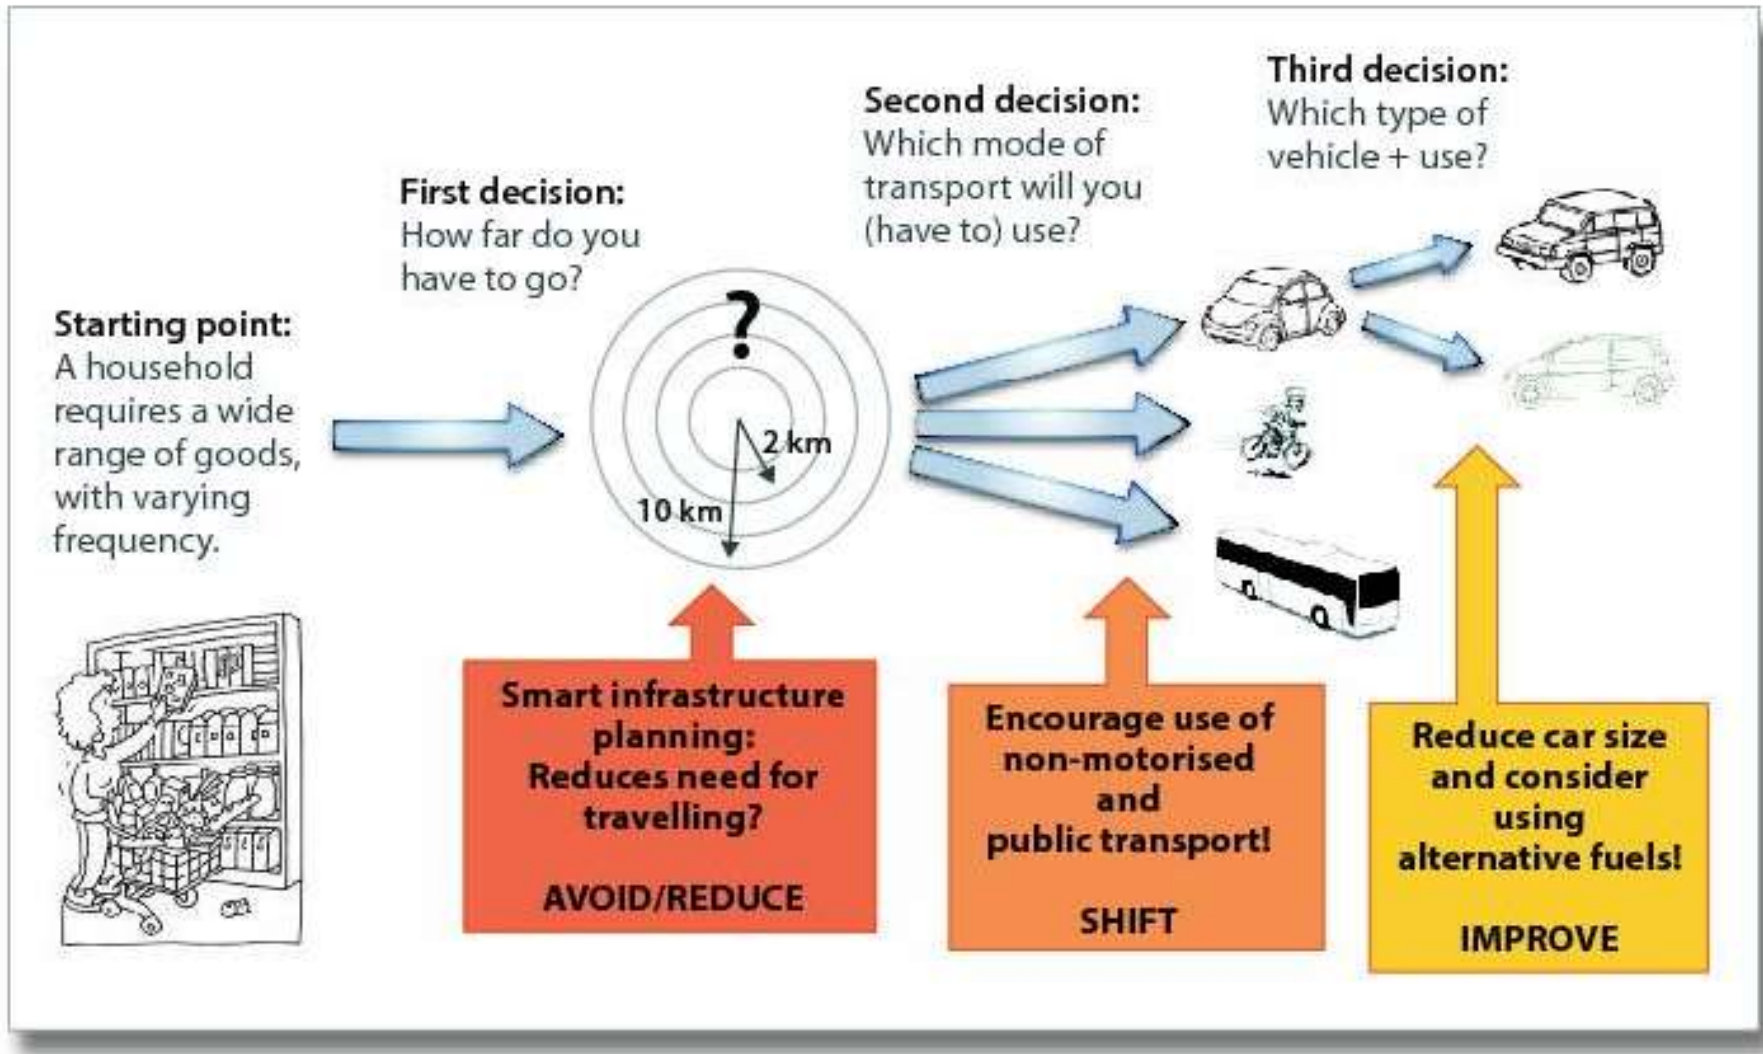 Starting point:
A household
requires a wide
range of goods,
with varying
frequency.
First decision:
How far do you
have to go?
?
2 km
10 km
Second decision:
Which mode of
transport will you
(have to) use?
Third decision:
Which type of
vehicle + use?
Smart infrastructure
planning:
Reduces need for
travelling?
AVOID/REDUCE
Encourage use of
non-motorised
and
public transport!
SHIFT
Reduce car size
and consider
using
alternative fuels!
IMPROVE